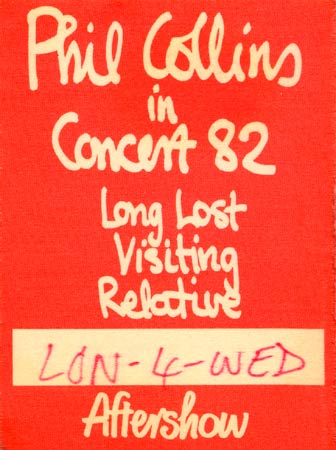 Phil Collins
in
Concert 82
Long Lost
Visiting
Relative
LON-4-WED
Aftershow